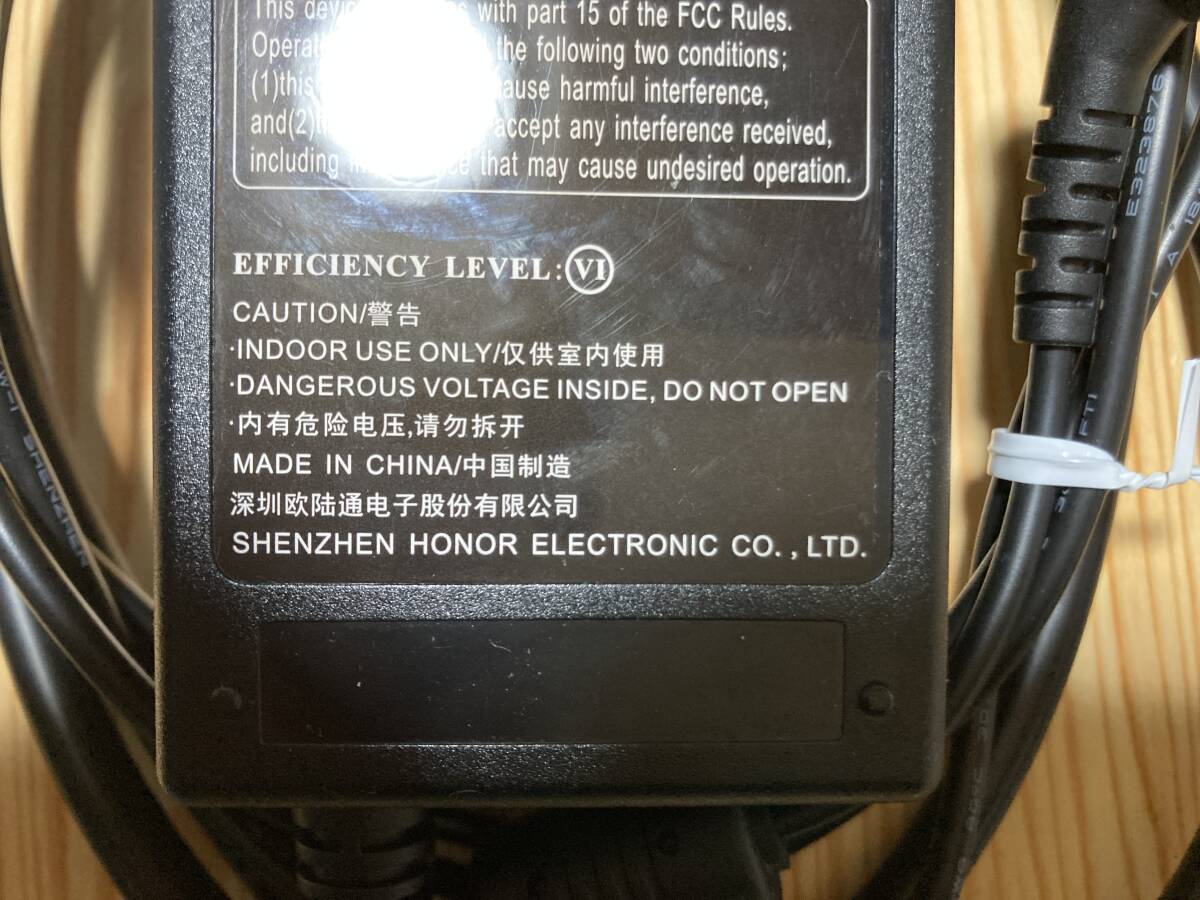 This with part 15 of the FCC Rules.
the following two conditions;
(1)this cause harmful interference,
and(2) accept any interference received,
including that may cause undesired operation.
EFFICIENCY LEVEL:VI
CAUTION/警告
·INDOOR USE ONLY/仅供室内使用
·DANGEROUS VOLTAGE INSIDE, DO NOT OPEN
·内有危险电压,请勿拆开
MADE IN CHINA/中国制造
深圳欧陆通电子股份有限公司
SHENZHEN HONOR ELECTRONIC CO., LTD.
E323876
SHENZHEN